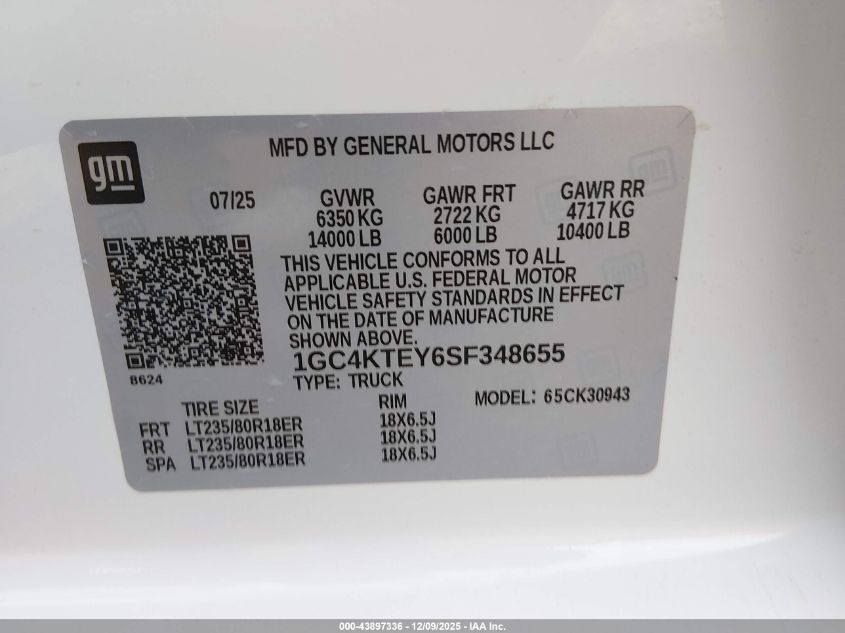 gm
MFD BY GENERAL MOTORS LLC
07/25 GVWR GAWR FRT GAWR RR
6350 KG 2722 KG 4717 KG
14000 LB 6000 LB 10400 LB
THIS VEHICLE CONFORMS TO ALL
APPLICABLE U.S. FEDERAL MOTOR
VEHICLE SAFETY STANDARDS IN EFFECT
ON THE DATE OF MANUFACTURE
SHOWN ABOVE.
1GC4KTEY6SF348655
8624
TYPE: TRUCK
MODEL: 65CK30943
TIRE SIZE RIM
FRT LT235/80R18ER 18X6.5J
RR LT235/80R18ER 18X6.5J
SPA LT235/80R18ER 18X6.5J
000-43897336 - 12/09/2025 - IAA Inc.